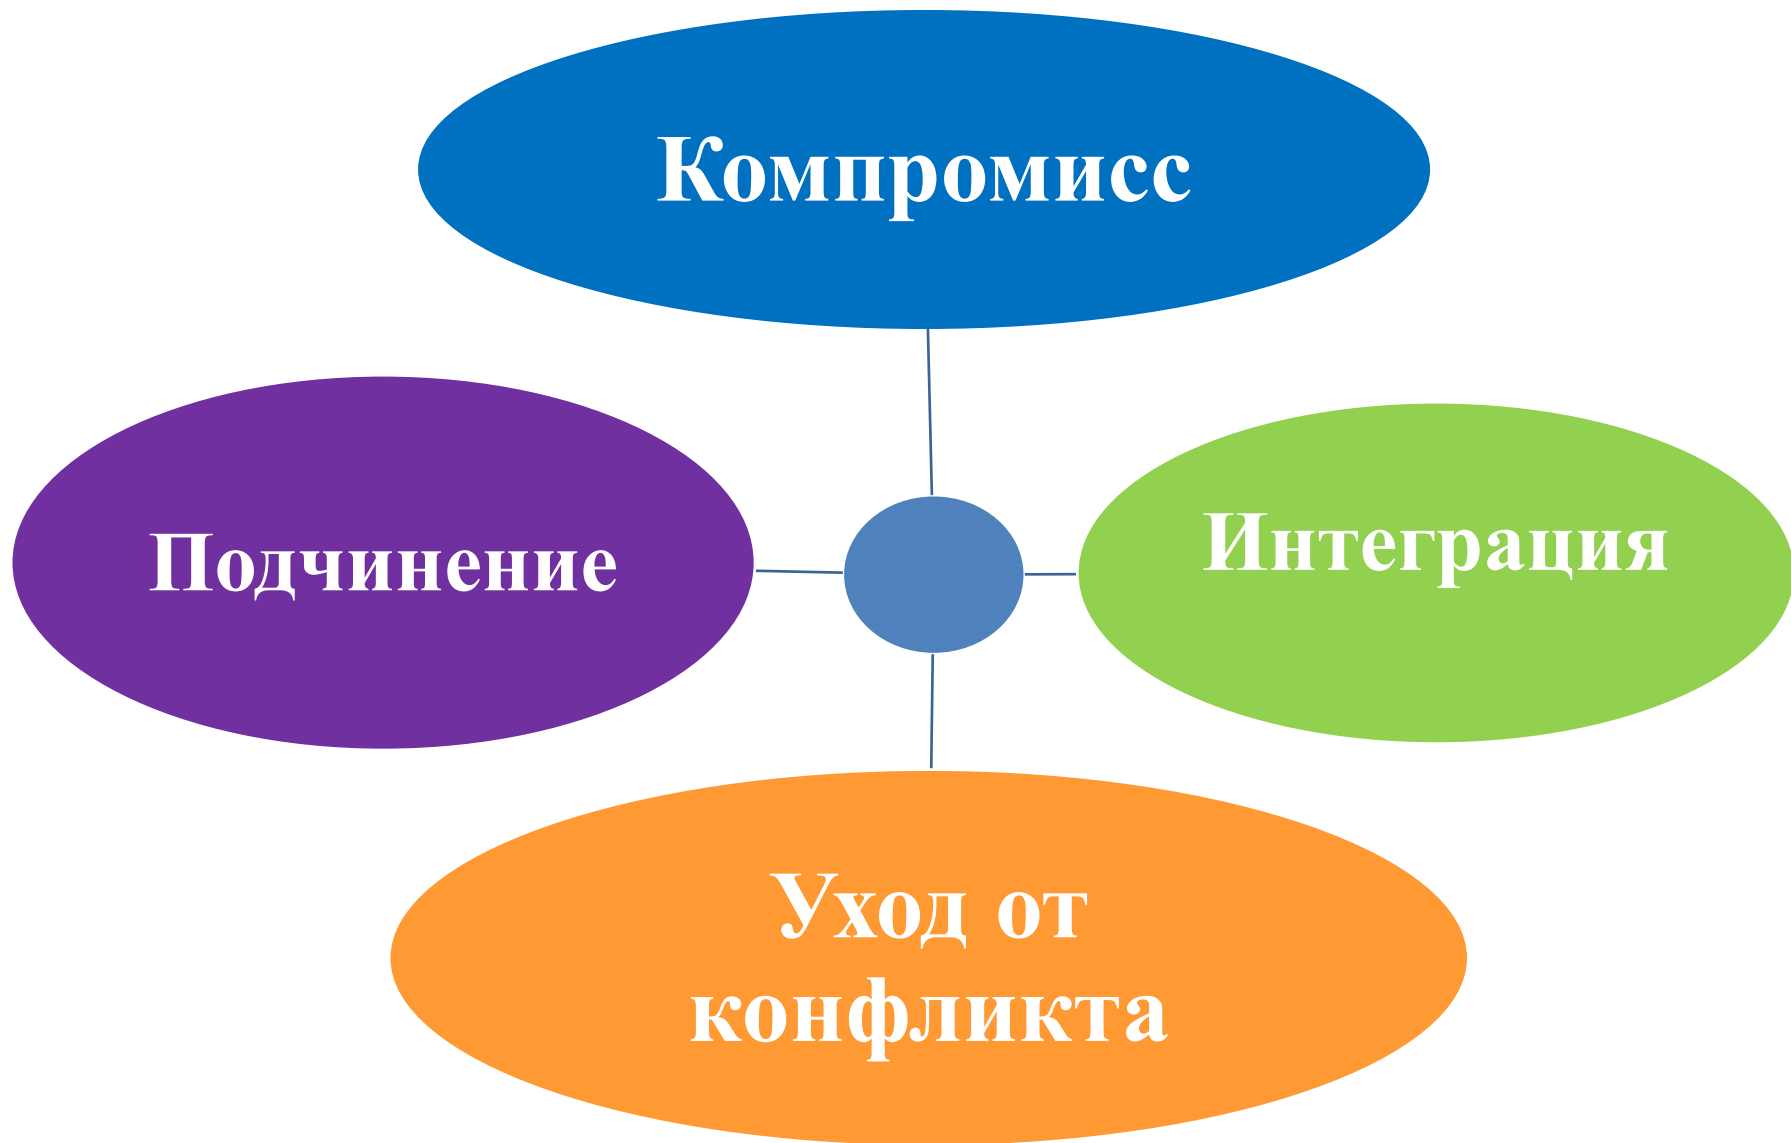 Компромисс
Подчинение
Интеграция
Уход от
конфликта